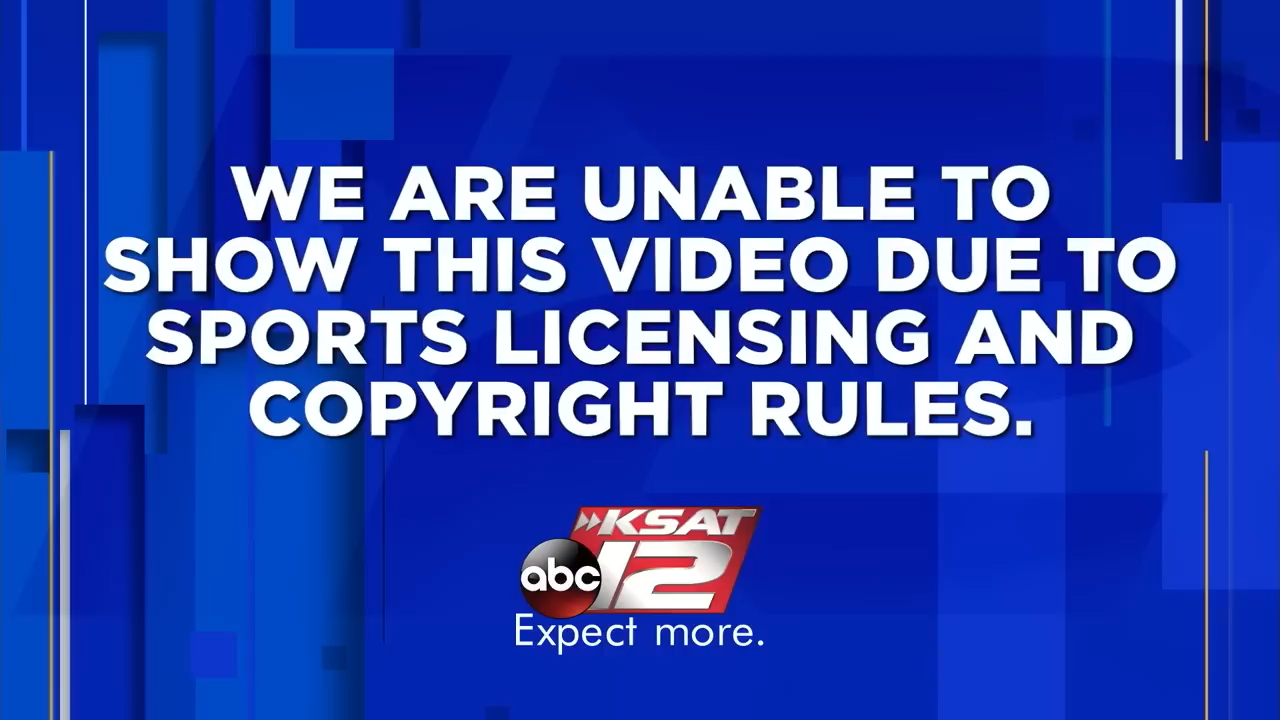 WE ARE UNABLE TO
SHOW THIS VIDEO DUE TO
SPORTS LICENSING AND
COPYRIGHT RULES.
KSAT
abc 12
Expect more.